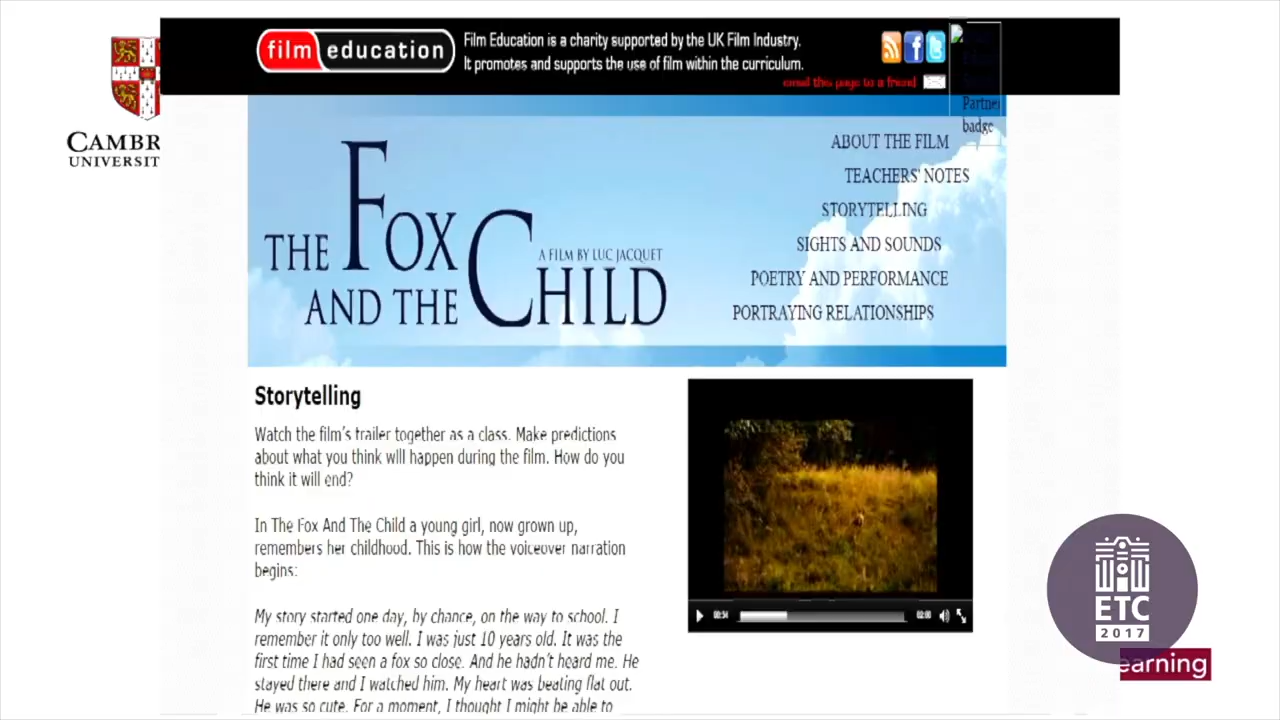 film education
Film Education is a charity supported by the UK Film Industry.
It promotes and supports the use of film within the curriculum.
email this page to a friend
Partner
badge
CAMBR
UNIVERSIT
ABOUT THE FILM
TEACHERS' NOTES
STORYTELLING
SIGHTS AND SOUNDS
POETRY AND PERFORMANCE
PORTRAYING RELATIONSHIPS
THE FOX
A FILM BY LUC JACQUET
AND THE CHILD
Storytelling
Watch the film's trailer together as a class. Make predictions
about what you think will happen during the film. How do you
think it will end?
In The Fox And The Child a young girl, now grown up,
remembers her childhood. This is how the voiceover narration
begins:
My story started one day, by chance, on the way to school. I
remember it only too well. I was just 10 years old. It was the
first time I had seen a fox so close. And he hadn't heard me. He
stayed there and I watched him. My heart was beating flat out.
He was so cute. For a moment, I thought I might be able to
00:34
02:00
ETC
2017
earning